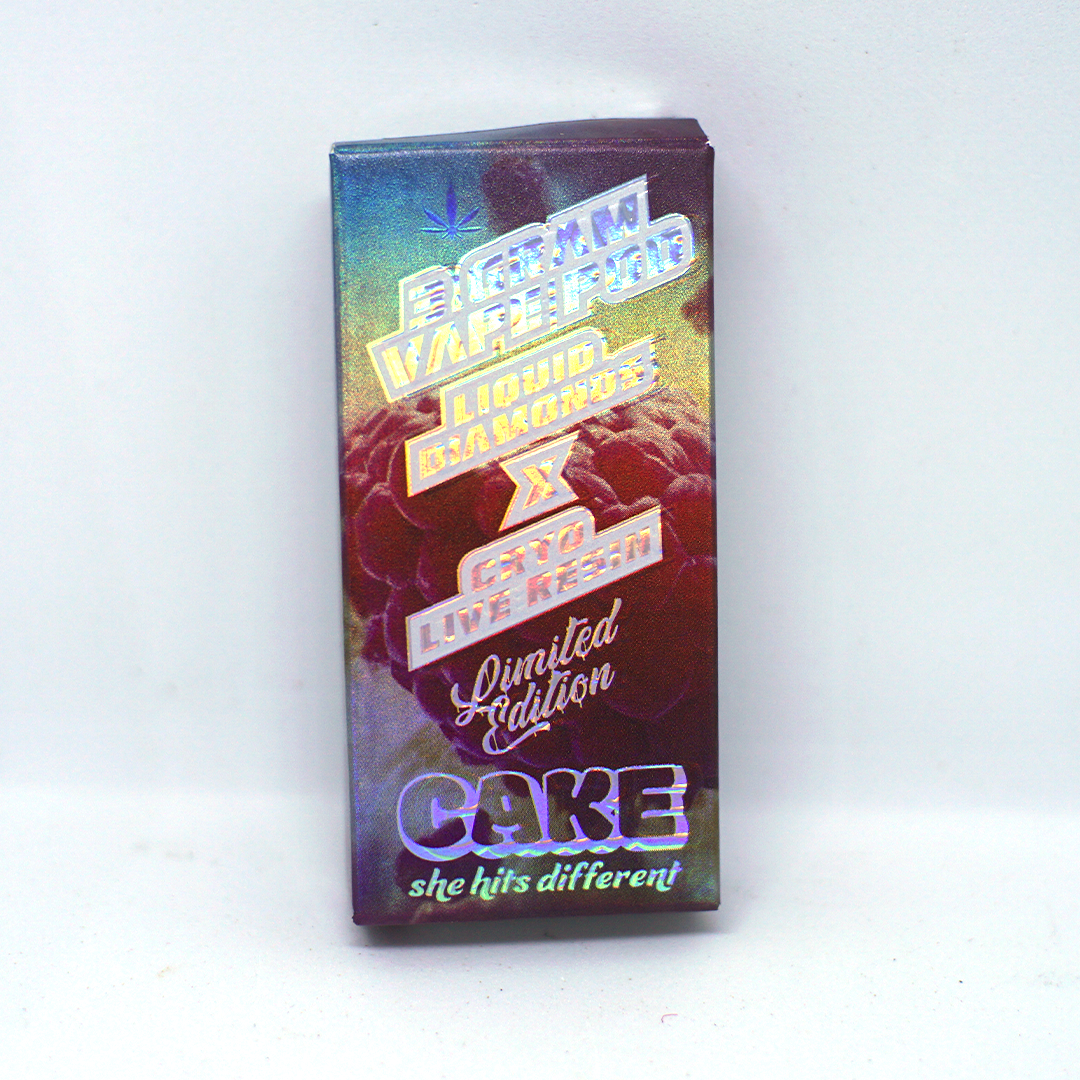 3 GRAM
VAPE POD
LIQUID
DIAMONDS
X
CRYO
LIVE RESIN
Limited
Edition
CAKE
she hits different